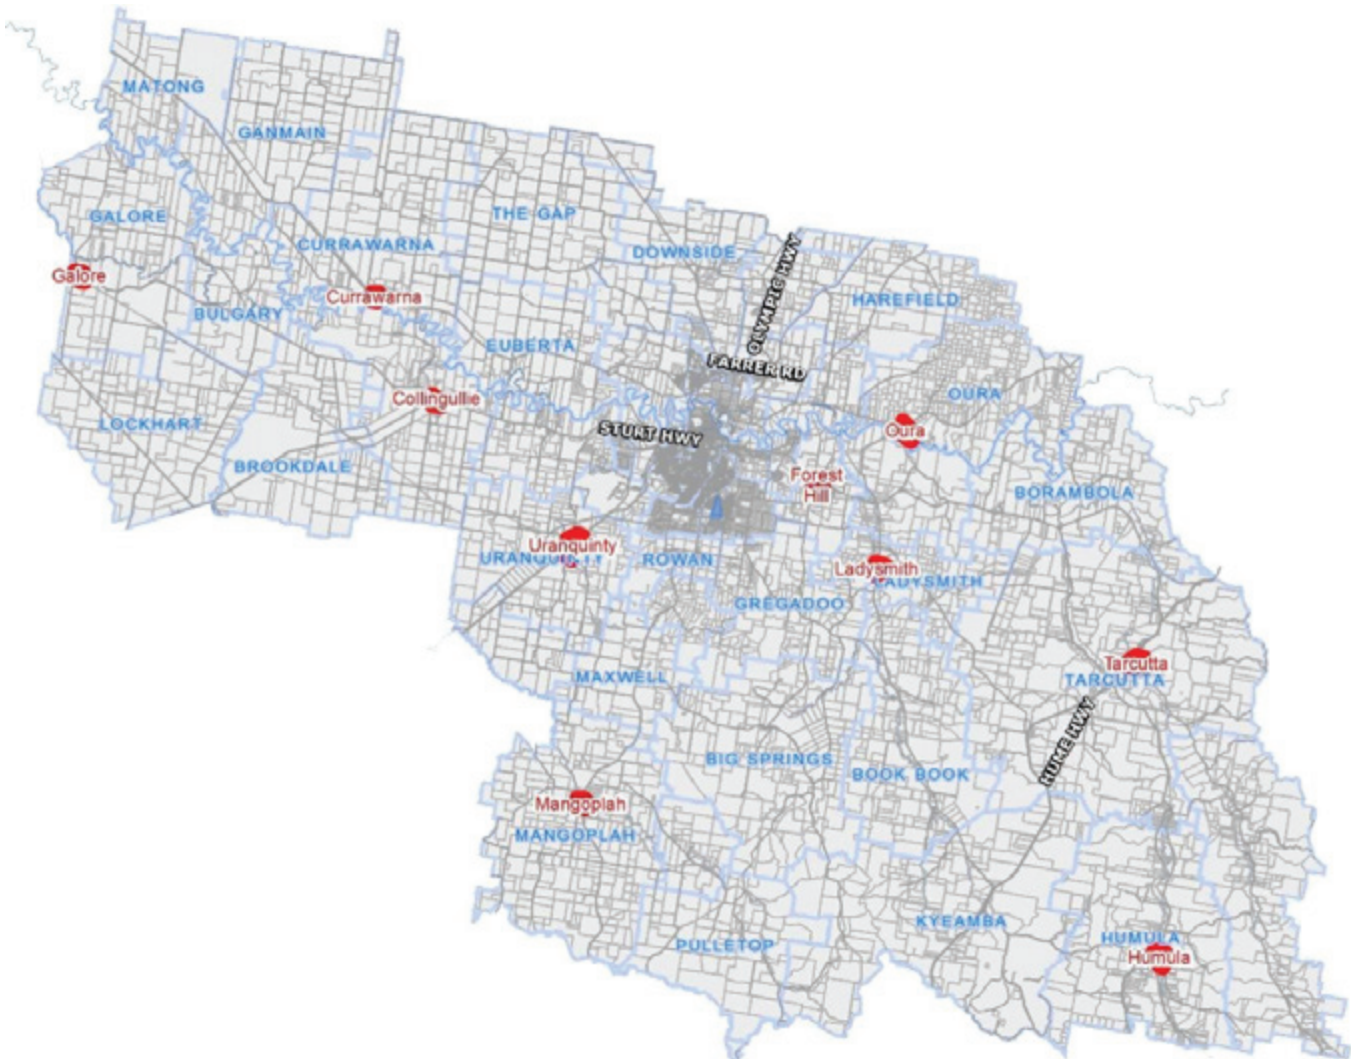 MATONG
GANMAIN
GALORE
THE GAP
CURRAWARNA
DOWNSIDE
OLYMPIC HWY
Galore
Currawarna
HAREFIELD
BULGARY
EUBERTA
FARRER RD
Collingullie
OURA
LOCKHART
STURT HWY
Oura
BROOKDALE
Forest
Hill
BORAMBOLA
Uranquinty
URANQUINTY
ROWAN
Ladysmith
LADYSMITH
GREGADOO
Tarcutta
TARCUTTA
MAXWELL
HUME HWY
BIG SPRINGS
BOOK BOOK
Mangoplah
MANGOPLAH
KYEAMBA
PULLETOP
HUMULA
Humula